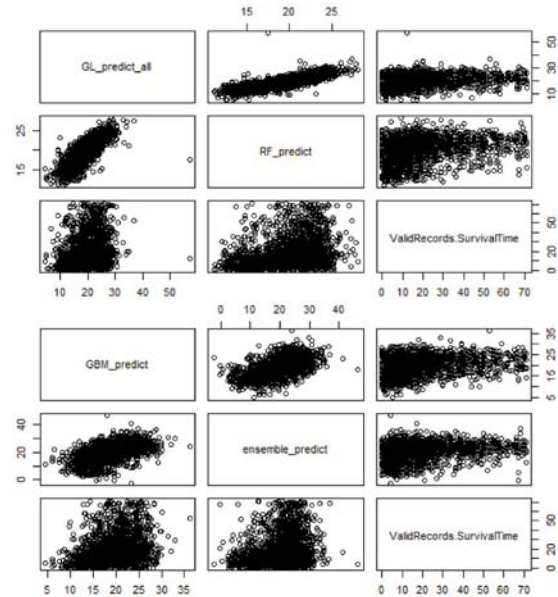 15 20 25
GL_predict_all
10 30 50
15 25
RF_predict
ValidRecords.SurvivalTime
0 20 50
10 20 30 40 50
0 10 20 30 40 50 60 70
0 10 20 30 40
GBM_predict
5 15 25 35
0 20 40
ensemble_predict
ValidRecords.SurvivalTime
0 20 50
5 10 15 20 25 30 35
0 10 20 30 40 50 60 70